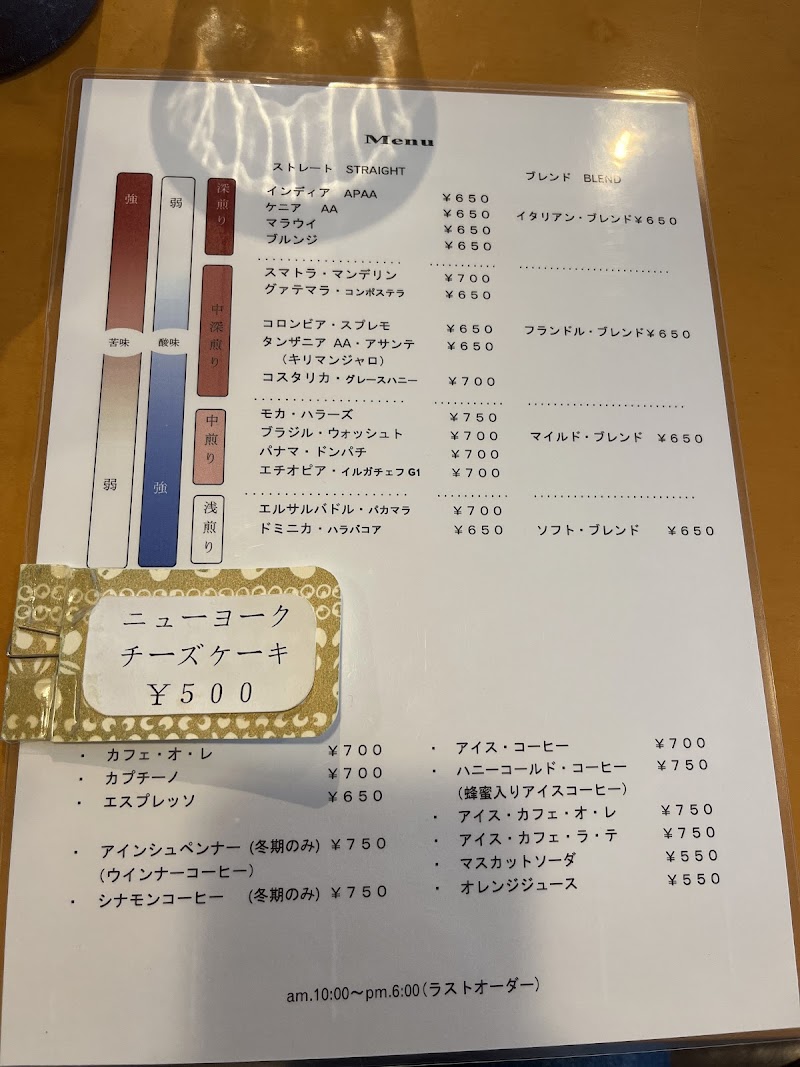 Menu
ストレート STRAIGHT
ブレンド BLEND
強
弱
深煎り
インディア APAA ￥650
ケニア AA ￥650
マラウイ ￥650
ブルンジ ￥650
イタリアン・ブレンド￥650
中深煎り
スマトラ・マンデリン ￥700
グァテマラ・コンポステラ ￥650
コロンビア・スプレモ ￥650
タンザニア AA・アサンテ ￥650
（キリマンジャロ）
コスタリカ・グレースハニー ￥700
フランドル・ブレンド￥650
苦味
酸味
中煎り
モカ・ハラーズ ￥750
ブラジル・ウォッシュト ￥700
パナマ・ドンパチ ￥700
エチオピア・イルガチェフ G1 ￥700
マイルド・ブレンド ￥650
弱
強
浅煎り
エルサルバドル・パカマラ ￥700
ドミニカ・ハラバコア ￥650
ソフト・ブレンド ￥650
ニューヨーク
チーズケーキ
￥500
・ カフェ・オ・レ ￥700
・ カプチーノ ￥700
・ エスプレッソ ￥650
・ アインシュペンナー (冬期のみ) ￥750
（ウインナーコーヒー）
・ シナモンコーヒー (冬期のみ) ￥750
・ アイス・コーヒー ￥700
・ ハニーコールド・コーヒー ￥750
（蜂蜜入りアイスコーヒー）
・ アイス・カフェ・オ・レ ￥750
・ アイス・カフェ・ラ・テ ￥750
・ マスカットソーダ ￥550
・ オレンジジュース ￥550
am.10:00～pm.6:00（ラストオーダー）